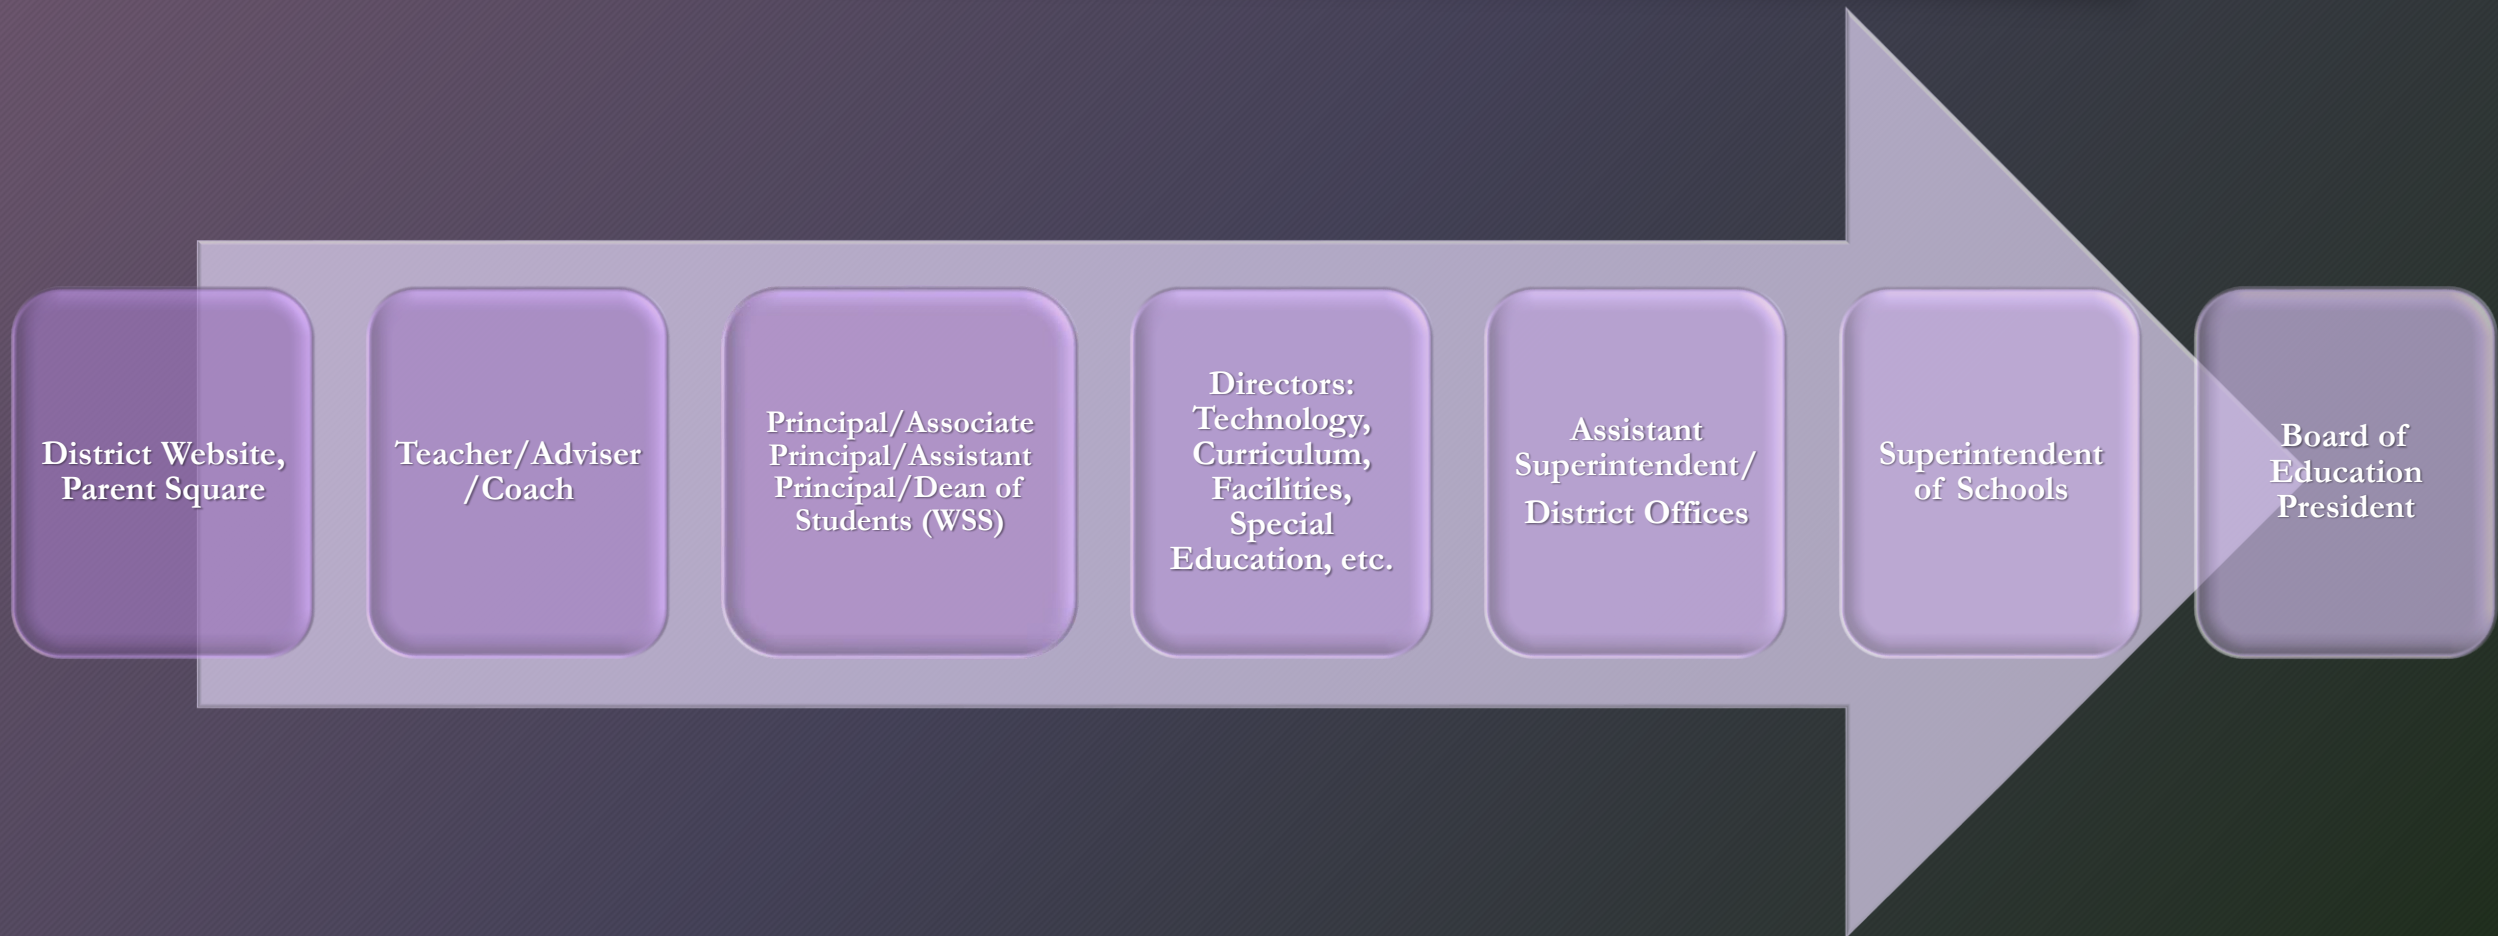 District Website,
Parent Square
Teacher/Adviser
/Coach
Principal/Associate
Principal/Assistant
Principal/Dean of
Students (WSS)
Directors:
Technology,
Curriculum,
Facilities,
Special
Education, etc.
Assistant
Superintendent/
District Offices
Superintendent
of Schools
Board of
Education
President